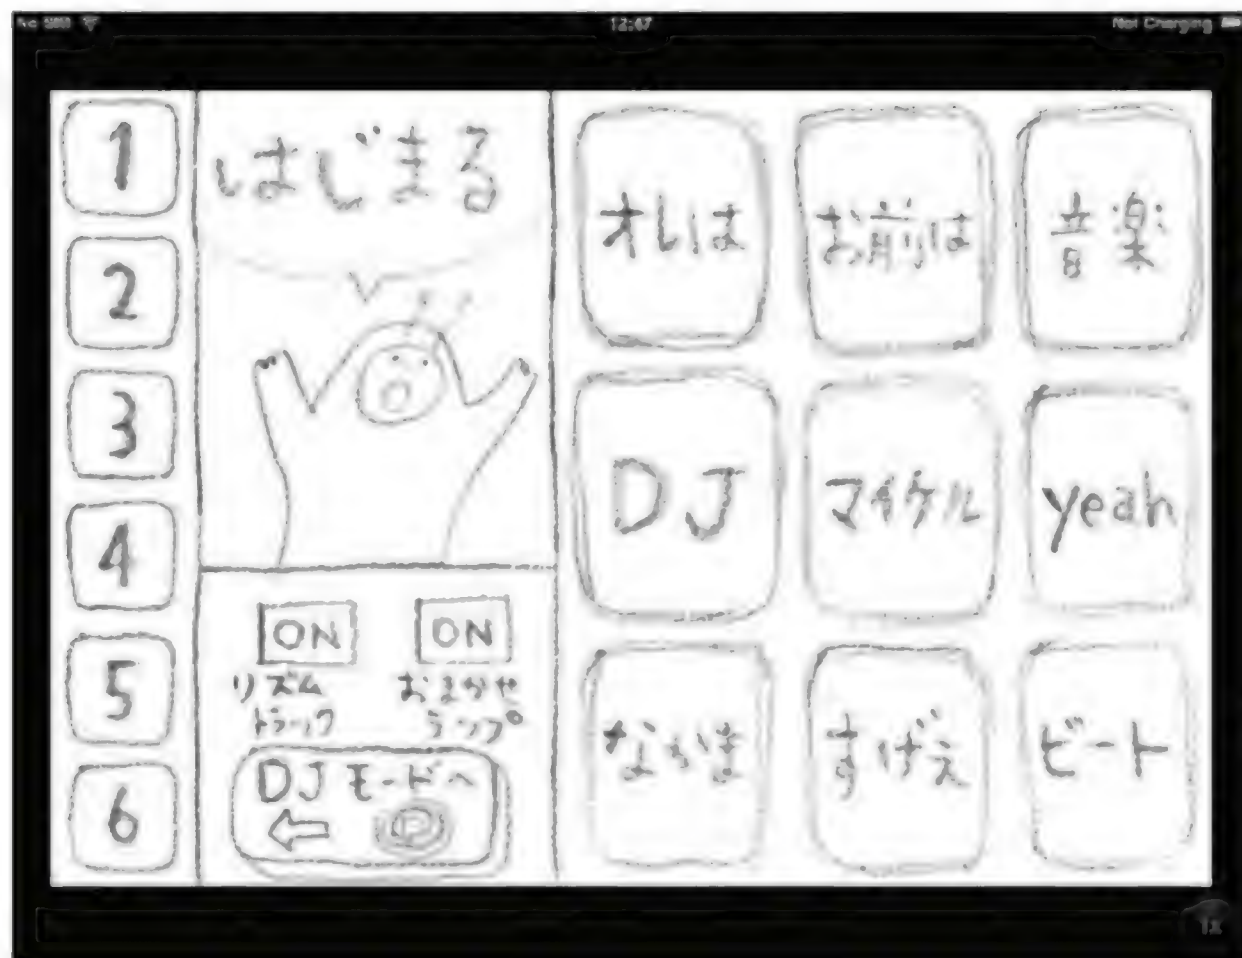 12:47
Not Charging
1
2
3
4
5
6
はじまる
ON
ON
リズム
トラック
おまかせ
ランプ
DJモードへ
オレは
お前は
音楽
DJ
マイケル
yeah
なかま
すげえ
ビート
1x